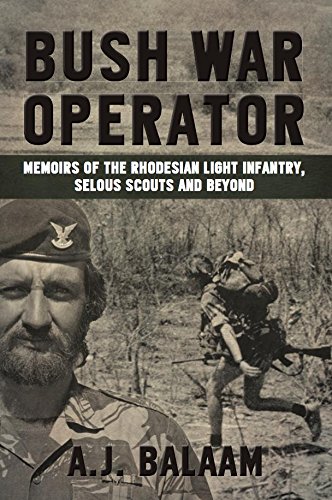 BUSH WAR
OPERATOR
MEMOIRS OF THE RHODESIAN LIGHT INFANTRY,
SELOUS SCOUTS AND BEYOND
A.J. BALAAM